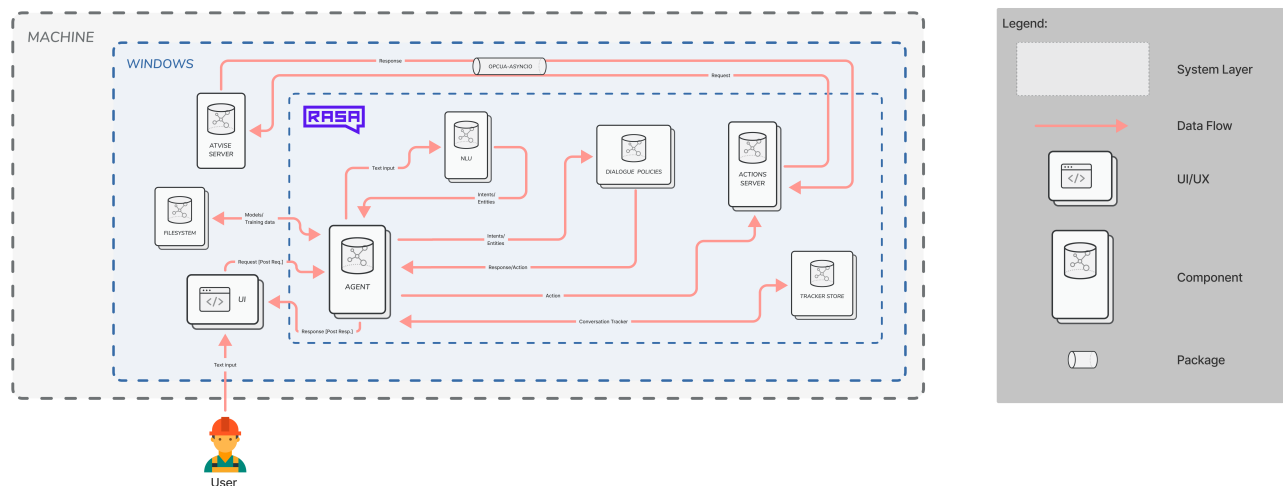 MACHINE
WINDOWS
Response
OPCUA-ASYNCIO
Request
ATVISE
SERVER
RASA
NLU
Text input
Intents/
Entities
DIALOGUE POLICIES
ACTIONS
SERVER
FILESYSTEM
Models/
Training data
Intents/
Entities
Request [Post Req.]
Response/Action
AGENT
UI
Action
TRACKER STORE
Conversation Tracker
Response [Post Resp.]
Text input
User
Legend:
System Layer
Data Flow
UI/UX
Component
Package